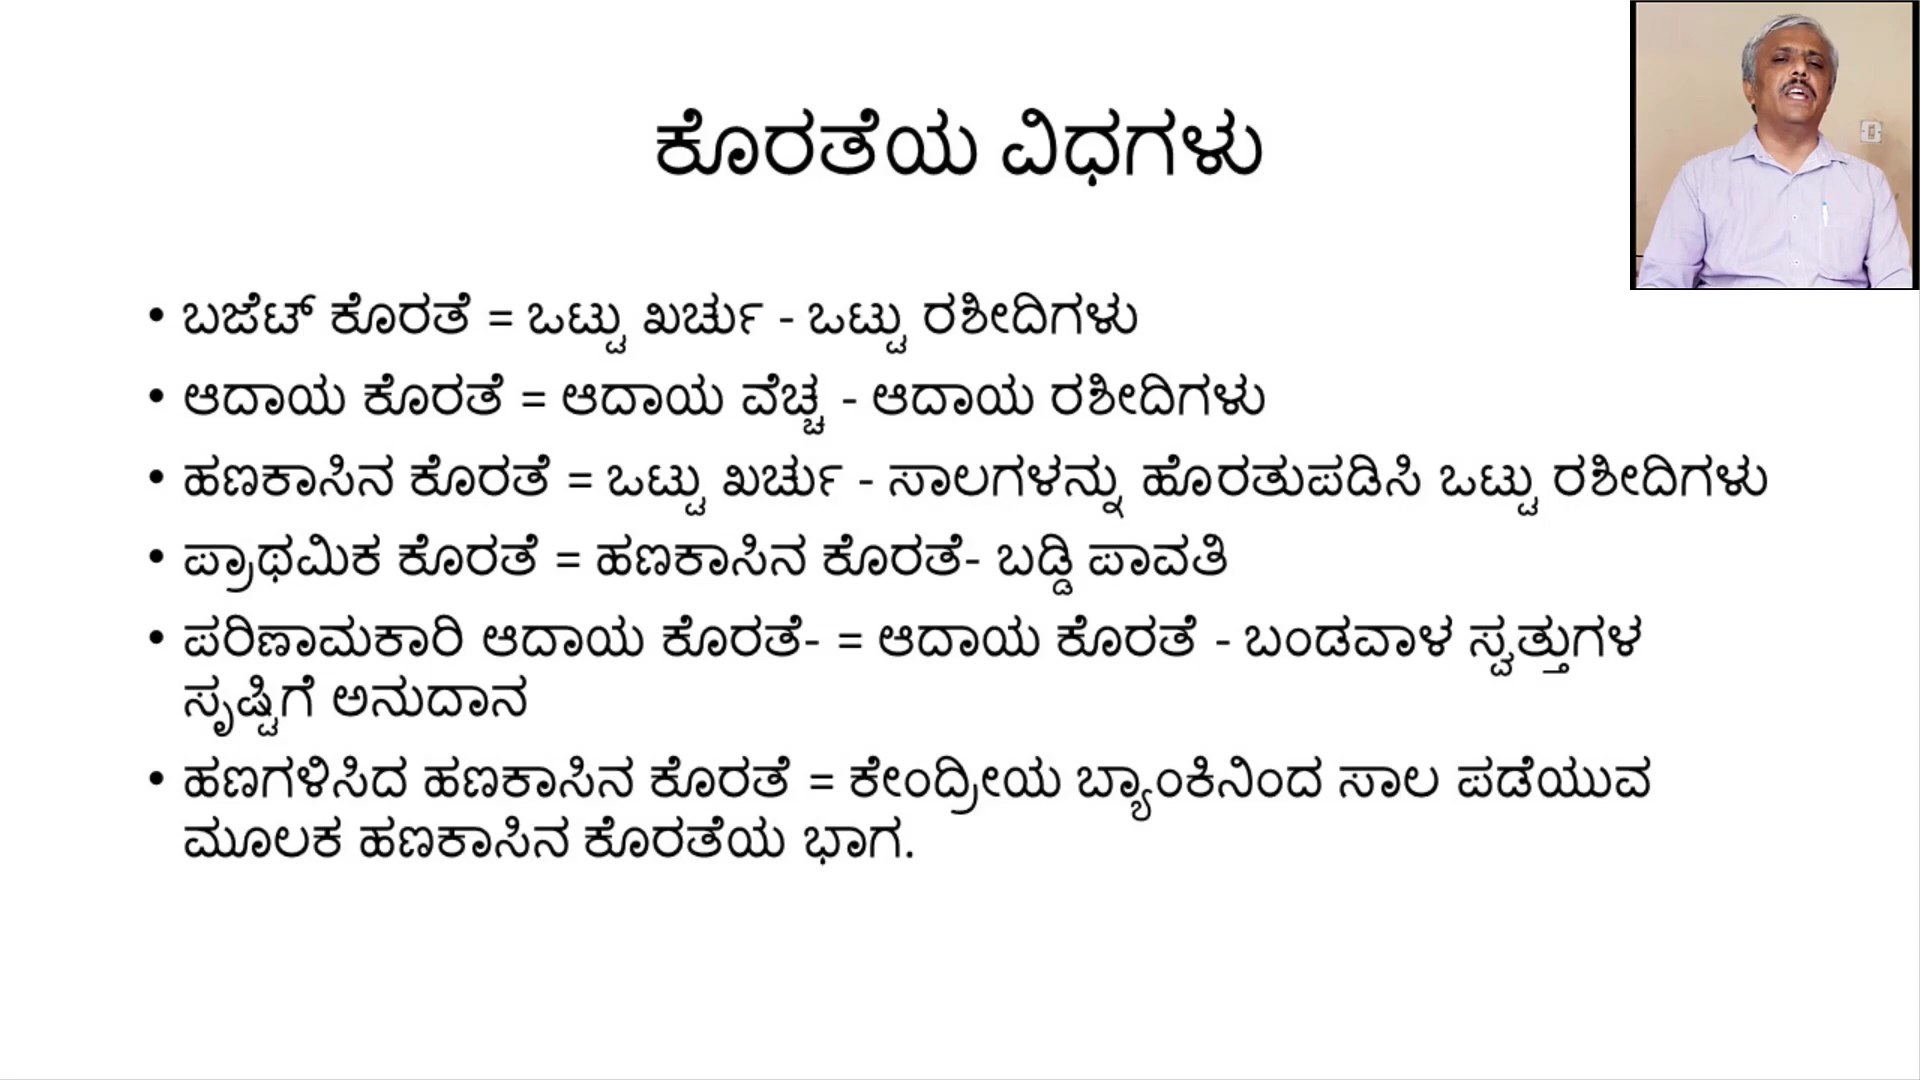 ಕೊರತೆಯ ವಿಧಗಳು
• ಬಜೆಟ್ ಕೊರತೆ = ಒಟ್ಟು ಖರ್ಚು - ಒಟ್ಟು ರಶೀದಿಗಳು
• ಆದಾಯ ಕೊರತೆ = ಆದಾಯ ವೆಚ್ಚ - ಆದಾಯ ರಶೀದಿಗಳು
• ಹಣಕಾಸಿನ ಕೊರತೆ = ಒಟ್ಟು ಖರ್ಚು - ಸಾಲಗಳನ್ನು ಹೊರತುಪಡಿಸಿ ಒಟ್ಟು ರಶೀದಿಗಳು
• ಪ್ರಾಥಮಿಕ ಕೊರತೆ = ಹಣಕಾಸಿನ ಕೊರತೆ- ಬಡ್ಡಿ ಪಾವತಿ
• ಪರಿಣಾಮಕಾರಿ ಆದಾಯ ಕೊರತೆ- = ಆದಾಯ ಕೊರತೆ - ಬಂಡವಾಳ ಸ್ವತ್ತುಗಳ
ಸೃಷ್ಟಿಗೆ ಅನುದಾನ
• ಹಣಗಳಿಸಿದ ಹಣಕಾಸಿನ ಕೊರತೆ = ಕೇಂದ್ರೀಯ ಬ್ಯಾಂಕಿನಿಂದ ಸಾಲ ಪಡೆಯುವ
ಮೂಲಕ ಹಣಕಾಸಿನ ಕೊರತೆಯ ಭಾಗ.